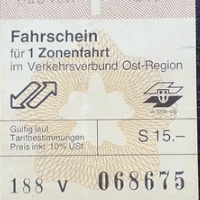 Fahrschein
für 1 Zonenfahrt
im Verkehrsverbund Ost-Region
Gültig laut
Tarifbestimmungen
Preis inkl. 10% USt
S 15.–
188 V 068675